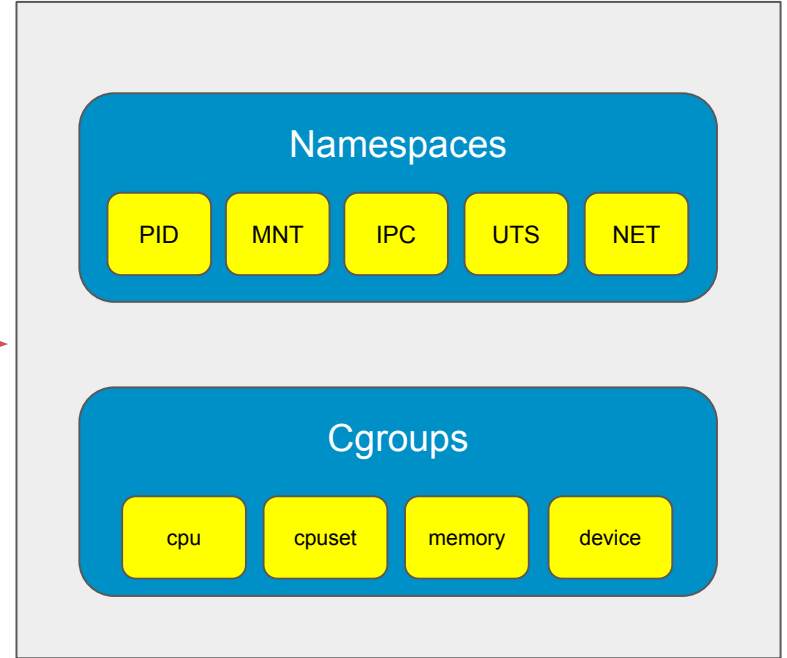 Namespaces
PID MNT IPC UTS NET
Cgroups
cpu cpuset memory device